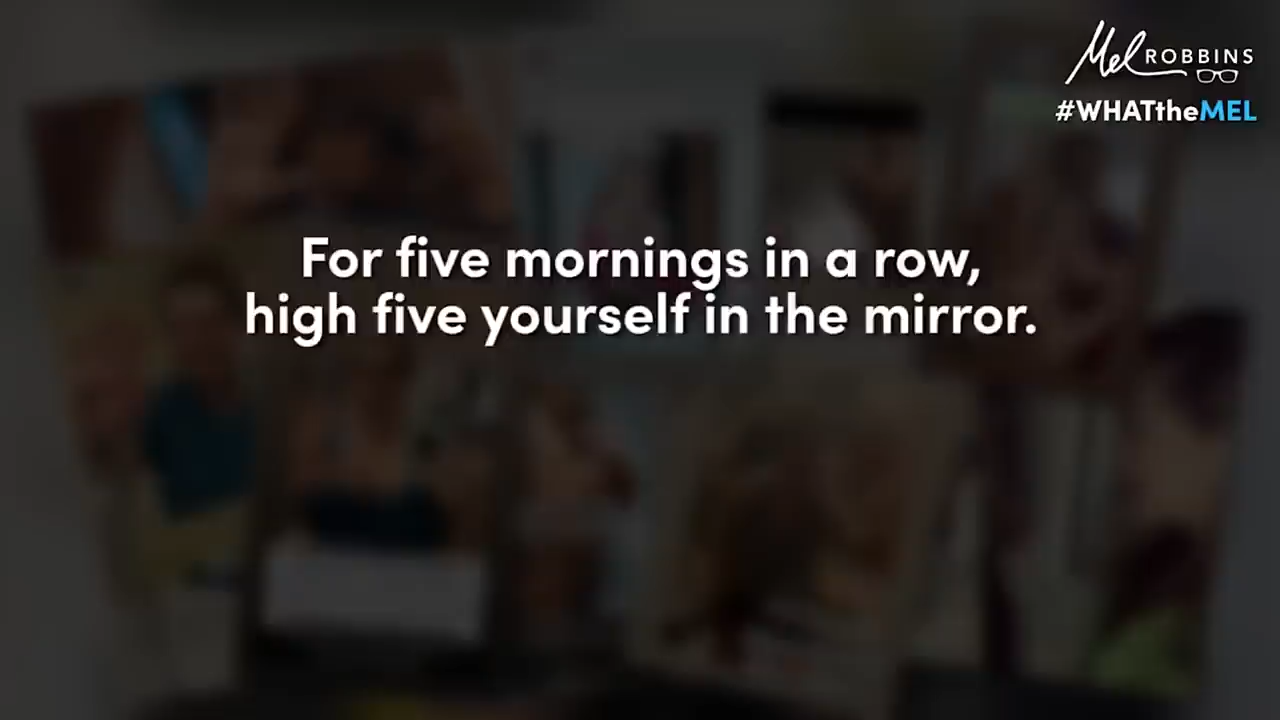 Mel ROBBINS
#WHATtheMEL
For five mornings in a row,
high five yourself in the mirror.